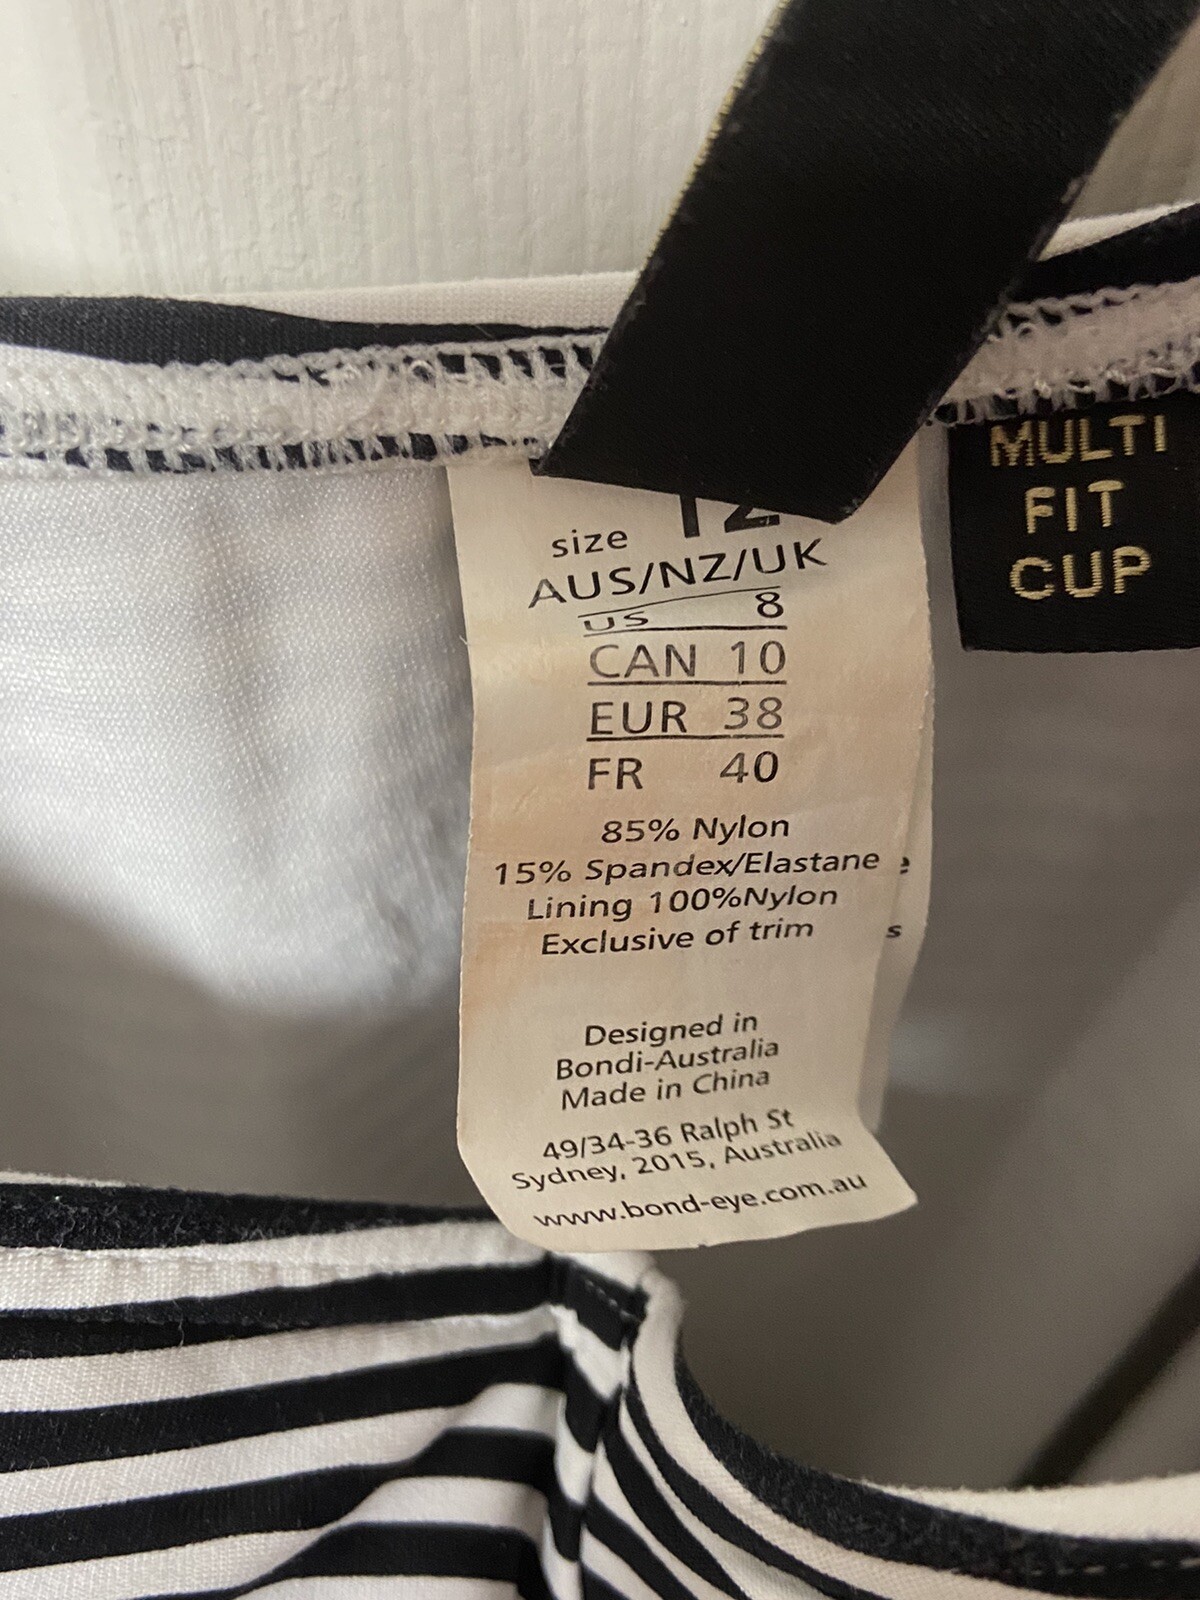 MULTI
FIT
CUP
size 12
AUS/NZ/UK
US 8
CAN 10
EUR 38
FR 40
85% Nylon
15% Spandex/Elastane
Lining 100%Nylon
Exclusive of trim
Designed in
Bondi-Australia
Made in China
49/34-36 Ralph St
Sydney, 2015, Australia
www.bond-eye.com.au